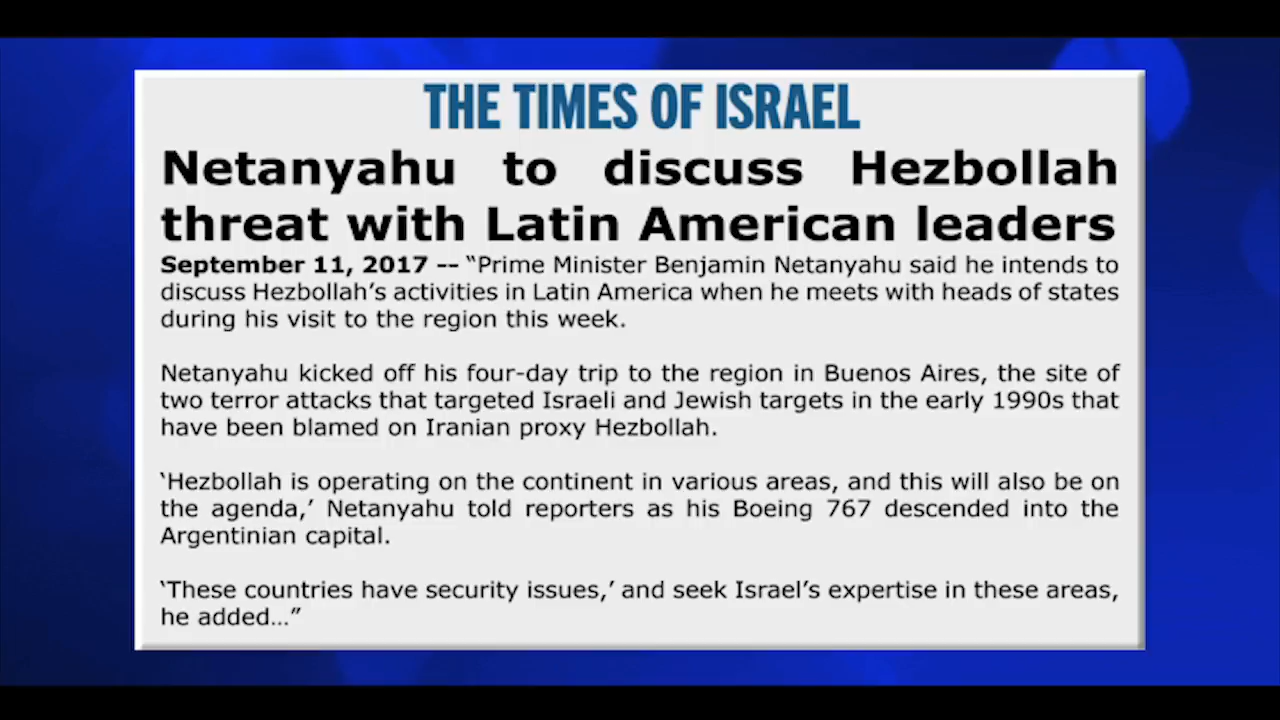 THE TIMES OF ISRAEL
Netanyahu to discuss Hezbollah
threat with Latin American leaders
September 11, 2017 -- “Prime Minister Benjamin Netanyahu said he intends to
discuss Hezbollah’s activities in Latin America when he meets with heads of states
during his visit to the region this week.
Netanyahu kicked off his four-day trip to the region in Buenos Aires, the site of
two terror attacks that targeted Israeli and Jewish targets in the early 1990s that
have been blamed on Iranian proxy Hezbollah.
‘Hezbollah is operating on the continent in various areas, and this will also be on
the agenda,’ Netanyahu told reporters as his Boeing 767 descended into the
Argentinian capital.
‘These countries have security issues,’ and seek Israel’s expertise in these areas,
he added…”